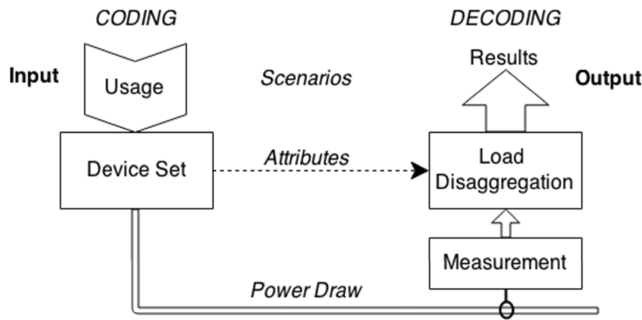 CODING
DECODING
Input
Usage
Scenarios
Results
Output
Device Set
Attributes
Load
Disaggregation
Measurement
Power Draw